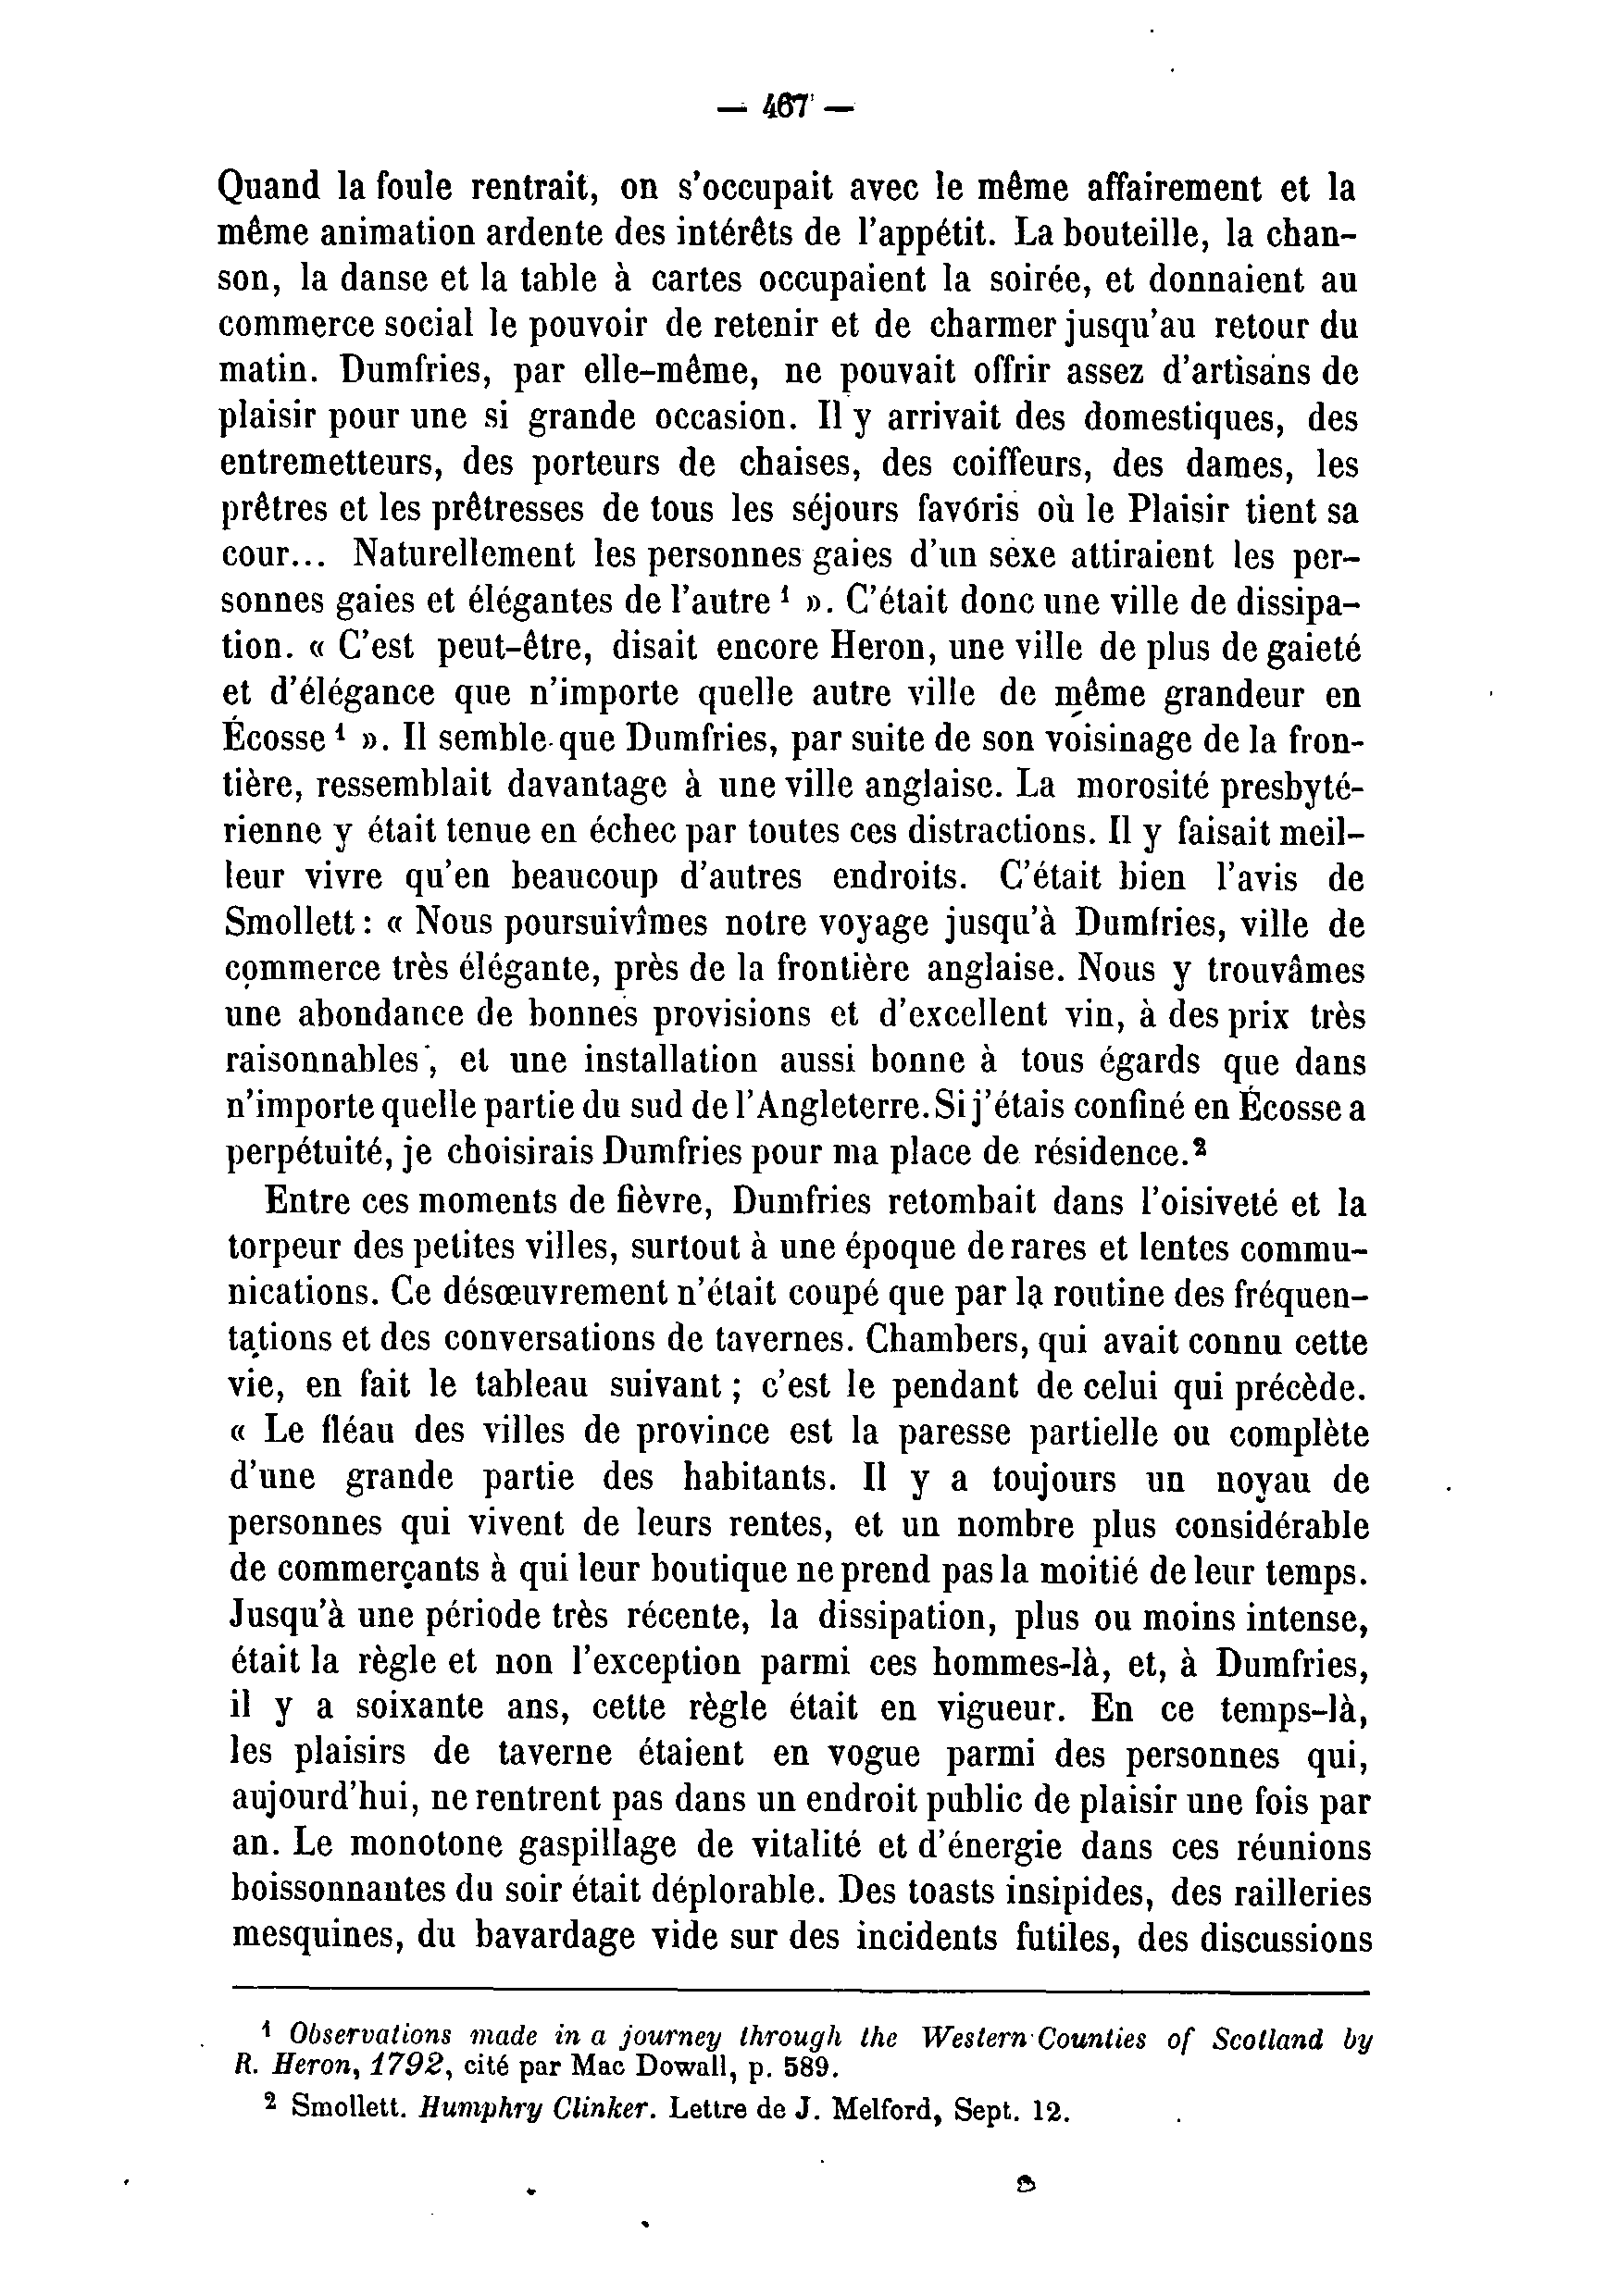 — 467 —
Quand la foule rentrait, on s'occupait avec le même affairement et la
même animation ardente des intérêts de l'appétit. La bouteille, la chan-
son, la danse et la table à cartes occupaient la soirée, et donnaient au
commerce social le pouvoir de retenir et de charmer jusqu'au retour du
matin. Dumfries, par elle-même, ne pouvait offrir assez d'artisans de
plaisir pour une si grande occasion. Il y arrivait des domestiques, des
entremetteurs, des porteurs de chaises, des coiffeurs, des dames, les
prêtres et les prêtresses de tous les séjours favoris où le Plaisir tient sa
cour... Naturellement les personnes gaies d'un sexe attiraient les per-
sonnes gaies et élégantes de l'autre ¹ ». C'était donc une ville de dissipa-
tion. « C'est peut-être, disait encore Heron, une ville de plus de gaieté
et d'élégance que n'importe quelle autre ville de même grandeur en
Écosse ¹ ». Il semble que Dumfries, par suite de son voisinage de la fron-
tière, ressemblait davantage à une ville anglaise. La morosité presbyté-
rienne y était tenue en échec par toutes ces distractions. Il y faisait meil-
leur vivre qu'en beaucoup d'autres endroits. C'était bien l'avis de
Smollett : « Nous poursuivîmes notre voyage jusqu'à Dumfries, ville de
commerce très élégante, près de la frontière anglaise. Nous y trouvâmes
une abondance de bonnes provisions et d'excellent vin, à des prix très
raisonnables, et une installation aussi bonne à tous égards que dans
n'importe quelle partie du sud de l'Angleterre. Si j'étais confiné en Écosse a
perpétuité, je choisirais Dumfries pour ma place de résidence.²
Entre ces moments de fièvre, Dumfries retombait dans l'oisiveté et la
torpeur des petites villes, surtout à une époque de rares et lentes commu-
nications. Ce désœuvrement n'était coupé que par la routine des fréquen-
tations et des conversations de tavernes. Chambers, qui avait connu cette
vie, en fait le tableau suivant ; c'est le pendant de celui qui précède.
« Le fléau des villes de province est la paresse partielle ou complète
d'une grande partie des habitants. Il y a toujours un noyau de
personnes qui vivent de leurs rentes, et un nombre plus considérable
de commerçants à qui leur boutique ne prend pas la moitié de leur temps.
Jusqu'à une période très récente, la dissipation, plus ou moins intense,
était la règle et non l'exception parmi ces hommes-là, et, à Dumfries,
il y a soixante ans, cette règle était en vigueur. En ce temps-là,
les plaisirs de taverne étaient en vogue parmi des personnes qui,
aujourd'hui, ne rentrent pas dans un endroit public de plaisir une fois par
an. Le monotone gaspillage de vitalité et d'énergie dans ces réunions
boissonnantes du soir était déplorable. Des toasts insipides, des railleries
mesquines, du bavardage vide sur des incidents futiles, des discussions
¹ Observations made in a journey through the Western Counties of Scotland by
R. Heron, 1792, cité par Mac Dowall, p. 589.
² Smollett. Humphry Clinker. Lettre de J. Melford, Sept. 12.